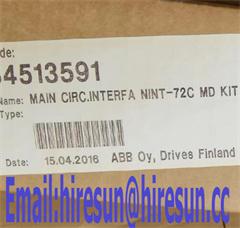 de:
4513591
Name: MAIN CIRC.INTERFA NINT-72C MD KIT
Type:
Date: 15.04.2016 ABB Oy, Drives Finland
Email:hiresun@hiresun.cc